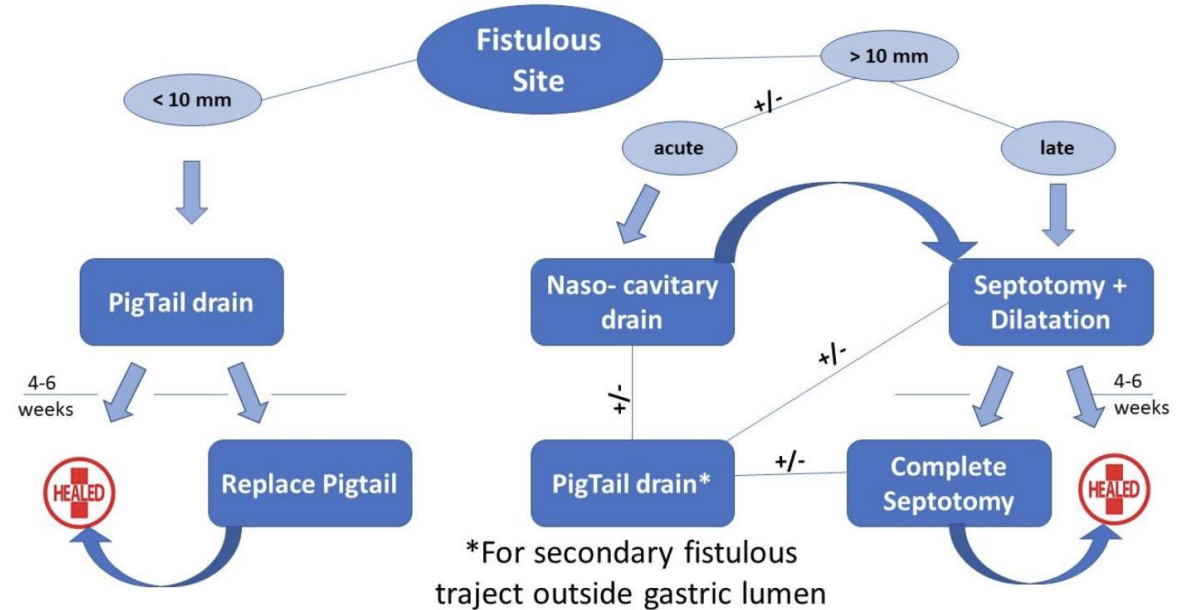 Fistulous
Site
< 10 mm
> 10 mm
+/-
acute
late
PigTail drain
Naso- cavitary
drain
Septotomy +
Dilatation
+/-
4-6
weeks
+/-
4-6
weeks
HEALED
Replace Pigtail
PigTail drain*
+/-
Complete
Septotomy
HEALED
*For secondary fistulous
traject outside gastric lumen